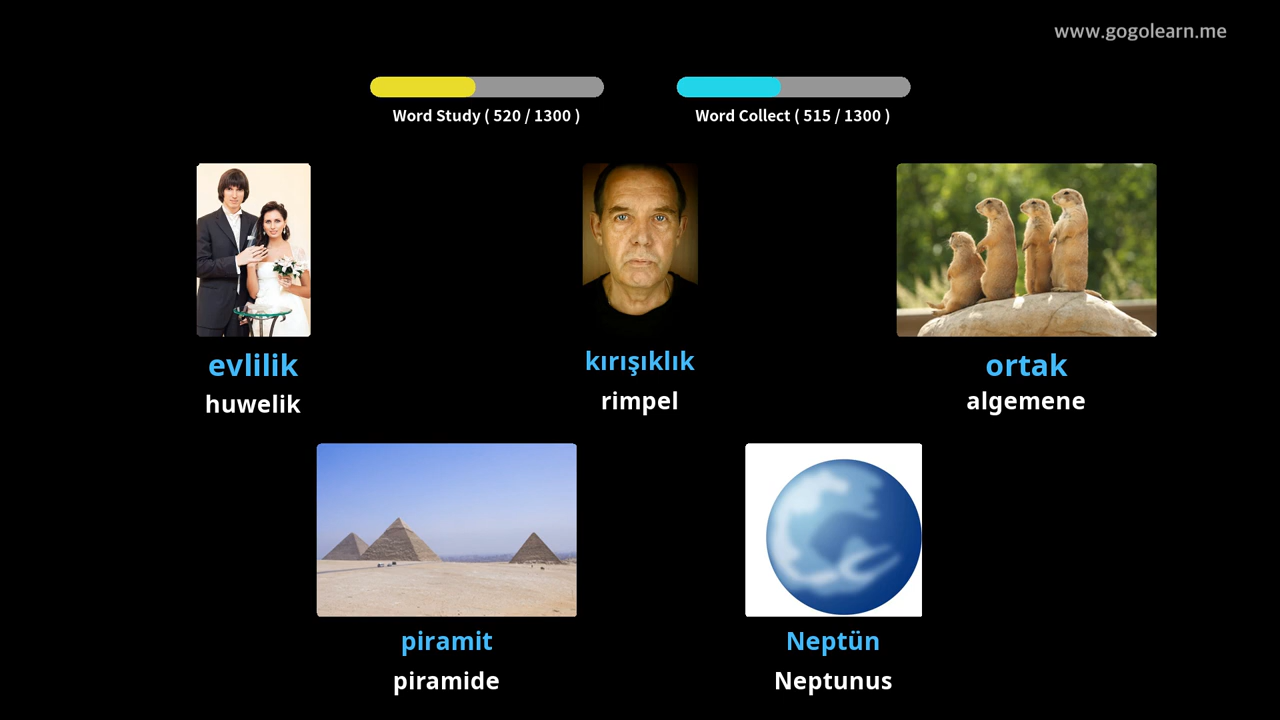 www.gogolearn.me
Word Study ( 520 / 1300 )
Word Collect ( 515 / 1300 )
evlilik
huwelik
kırışıklık
rimpel
ortak
algemene
piramit
piramide
Neptün
Neptunus